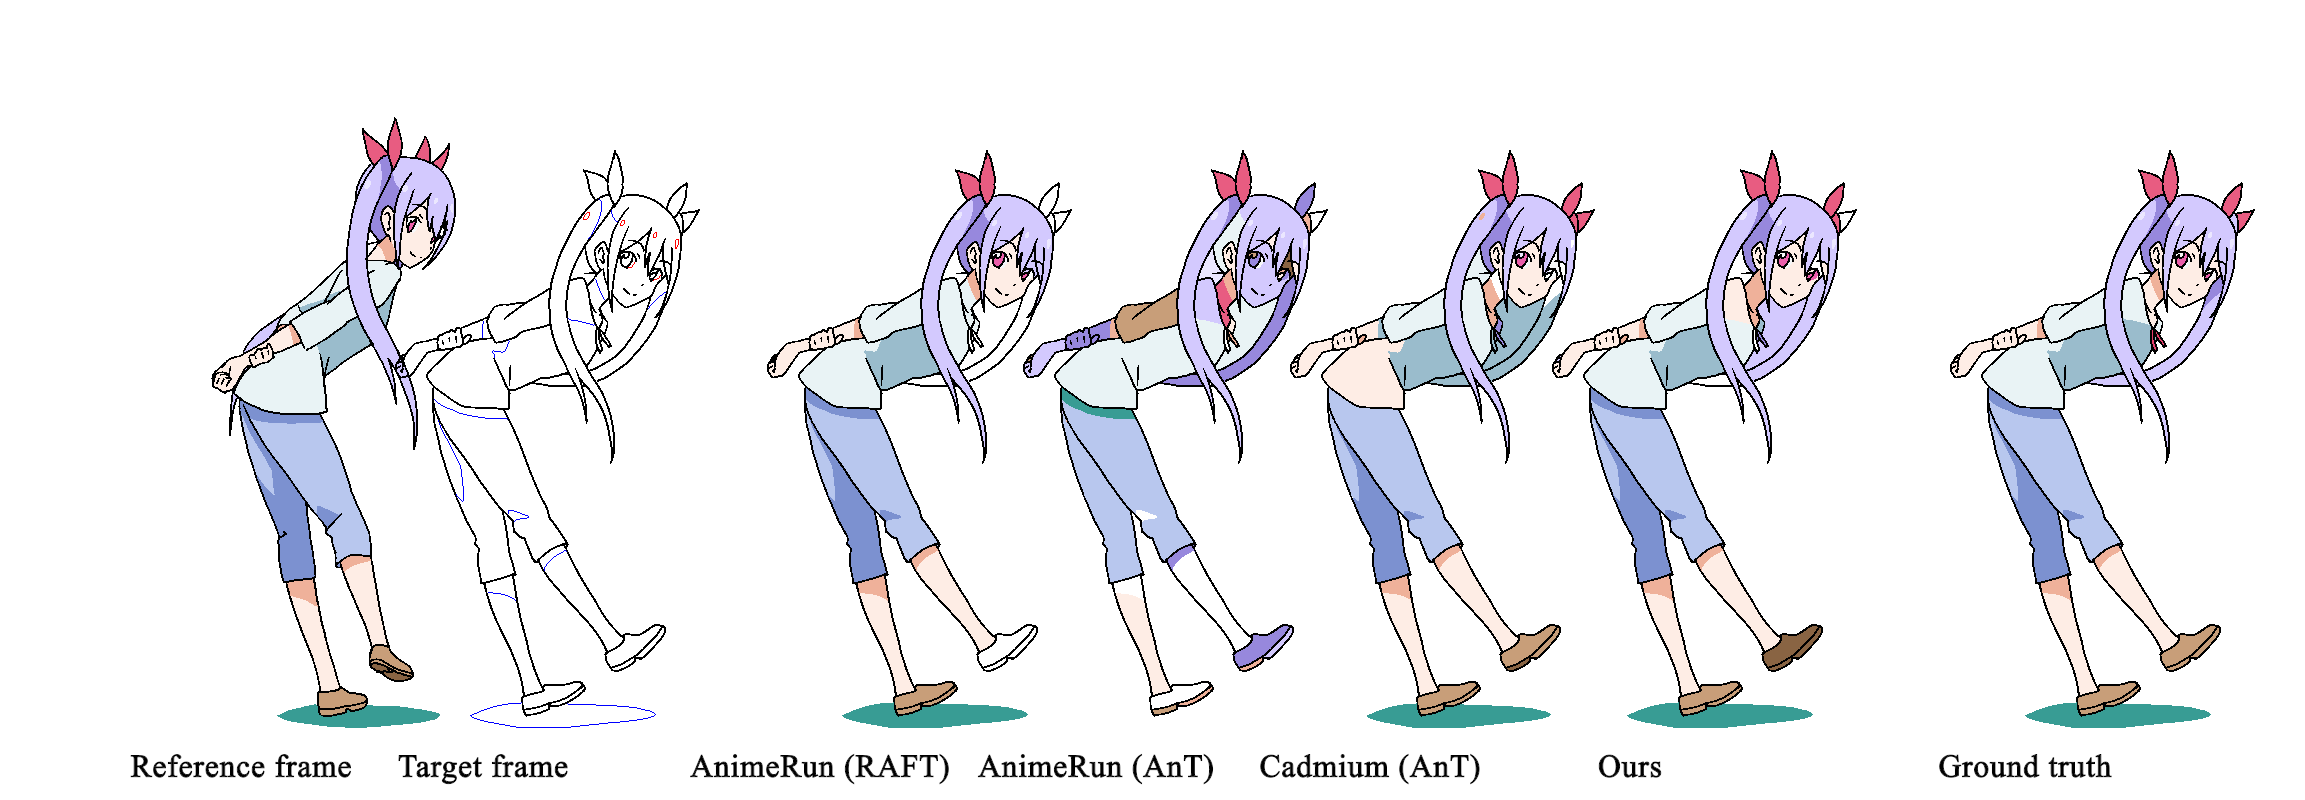 Reference frame
Target frame
AnimeRun (RAFT)
AnimeRun (AnT)
Cadmium (AnT)
Ours
Ground truth